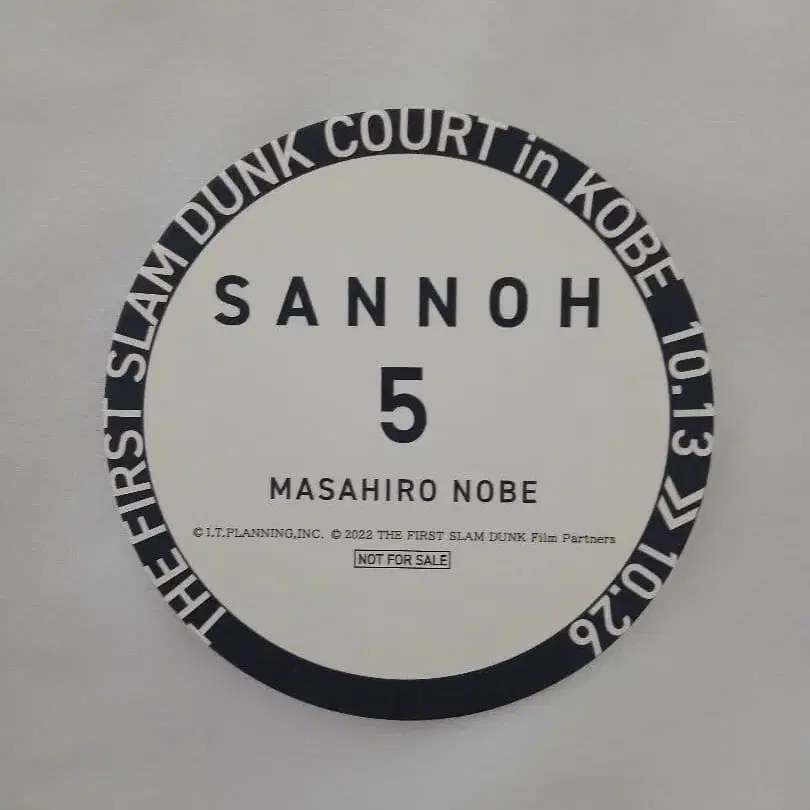 THE FIRST SLAM DUNK COURT in KOBE 10.13 >> 10.26
SANNOH
5
MASAHIRO NOBE
© I.T.PLANNING,INC. © 2022 THE FIRST SLAM DUNK Film Partners
NOT FOR SALE